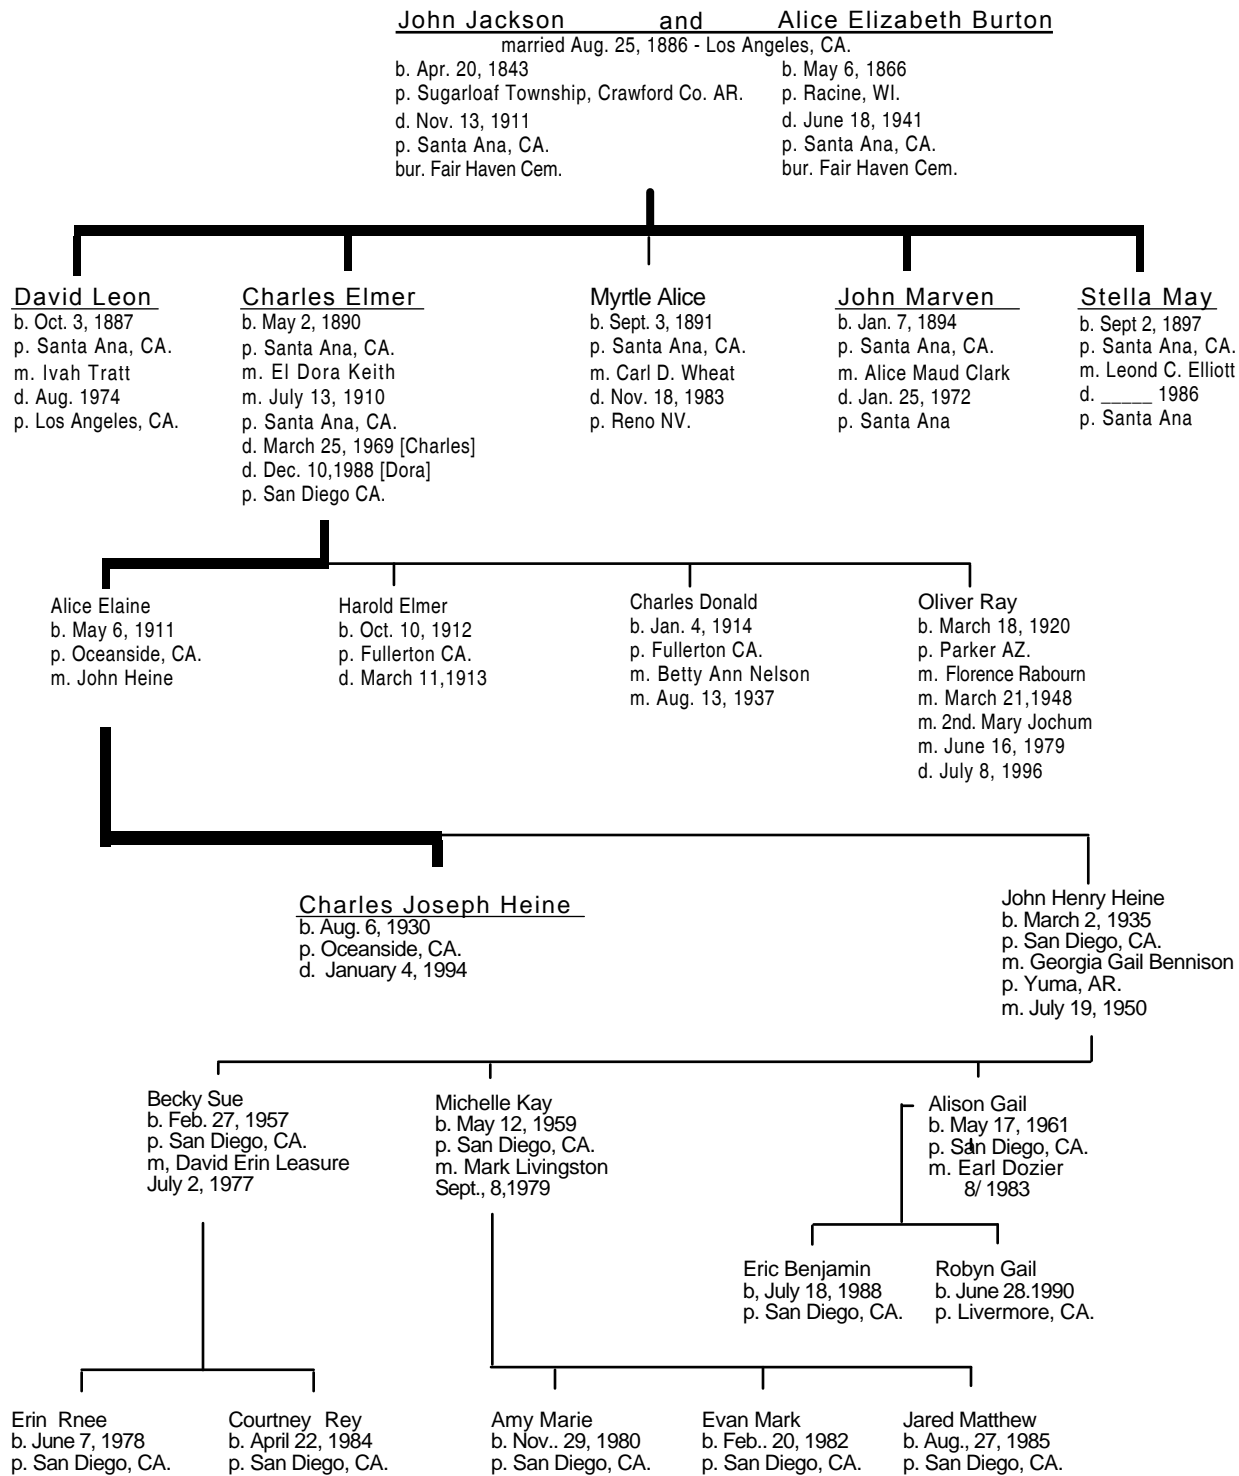 John Jackson and Alice Elizabeth Burton
married Aug. 25, 1886 - Los Angeles, CA.
b. Apr. 20, 1843
p. Sugarloaf Township, Crawford Co. AR.
d. Nov. 13, 1911
p. Santa Ana, CA.
bur. Fair Haven Cem.
b. May 6, 1866
p. Racine, WI.
d. June 18, 1941
p. Santa Ana, CA.
bur. Fair Haven Cem.
David Leon
b. Oct. 3, 1887
p. Santa Ana, CA.
m. Ivah Tratt
d. Aug. 1974
p. Los Angeles, CA.
Charles Elmer
b. May 2, 1890
p. Santa Ana, CA.
m. El Dora Keith
m. July 13, 1910
p. Santa Ana, CA.
d. March 25, 1969 [Charles]
d. Dec. 10,1988 [Dora]
p. San Diego CA.
Myrtle Alice
b. Sept. 3, 1891
p. Santa Ana, CA.
m. Carl D. Wheat
d. Nov. 18, 1983
p. Reno NV.
John Marven
b. Jan. 7, 1894
p. Santa Ana, CA.
m. Alice Maud Clark
d. Jan. 25, 1972
p. Santa Ana
Stella May
b. Sept 2, 1897
p. Santa Ana, CA.
m. Leond C. Elliott
d. _____ 1986
p. Santa Ana
Alice Elaine
b. May 6, 1911
p. Oceanside, CA.
m. John Heine
Harold Elmer
b. Oct. 10, 1912
p. Fullerton CA.
d. March 11,1913
Charles Donald
b. Jan. 4, 1914
p. Fullerton CA.
m. Betty Ann Nelson
m. Aug. 13, 1937
Oliver Ray
b. March 18, 1920
p. Parker AZ.
m. Florence Rabourn
m. March 21,1948
m. 2nd. Mary Jochum
m. June 16, 1979
d. July 8, 1996
Charles Joseph Heine
b. Aug. 6, 1930
p. Oceanside, CA.
d. January 4, 1994
John Henry Heine
b. March 2, 1935
p. San Diego, CA.
m. Georgia Gail Bennison
p. Yuma, AR.
m. July 19, 1950
Becky Sue
b. Feb. 27, 1957
p. San Diego, CA.
m, David Erin Leasure
July 2, 1977
Michelle Kay
b. May 12, 1959
p. San Diego, CA.
m. Mark Livingston
Sept., 8,1979
Alison Gail
b. May 17, 1961
p. San Diego, CA.
m. Earl Dozier
8/ 1983
Eric Benjamin
b, July 18, 1988
p. San Diego, CA.
Robyn Gail
b. June 28.1990
p. Livermore, CA.
Erin Rnee
b. June 7, 1978
p. San Diego, CA.
Courtney Rey
b. April 22, 1984
p. San Diego, CA.
Amy Marie
b. Nov.. 29, 1980
p. San Diego, CA.
Evan Mark
b. Feb.. 20, 1982
p. San Diego, CA.
Jared Matthew
b. Aug., 27, 1985
p. San Diego, CA.